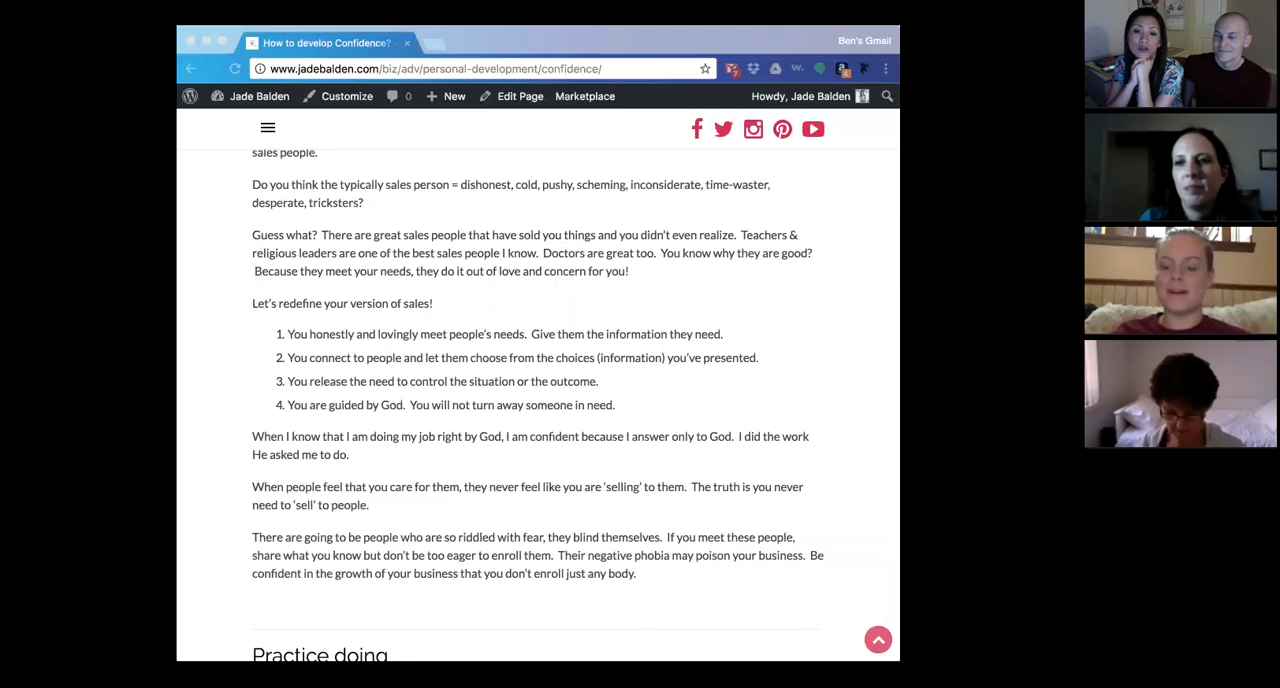 How to develop Confidence?
Ben's Gmail
www.jadebalden.com/biz/adv/personal-development/confidence/
Jade Balden Customize 0 New Edit Page Marketplace Howdy, Jade Balden
sales people.
Do you think the typically sales person = dishonest, cold, pushy, scheming, inconsiderate, time-waster,
desperate, tricksters?
Guess what? There are great sales people that have sold you things and you didn't even realize. Teachers &
religious leaders are one of the best sales people I know. Doctors are great too. You know why they are good?
Because they meet your needs, they do it out of love and concern for you!
Let's redefine your version of sales!
1. You honestly and lovingly meet people's needs. Give them the information they need.
2. You connect to people and let them choose from the choices (information) you've presented.
3. You release the need to control the situation or the outcome.
4. You are guided by God. You will not turn away someone in need.
When I know that I am doing my job right by God, I am confident because I answer only to God. I did the work
He asked me to do.
When people feel that you care for them, they never feel like you are 'selling' to them. The truth is you never
need to 'sell' to people.
There are going to be people who are so riddled with fear, they blind themselves. If you meet these people,
share what you know but don't be too eager to enroll them. Their negative phobia may poison your business. Be
confident in the growth of your business that you don't enroll just any body.
Practice doing